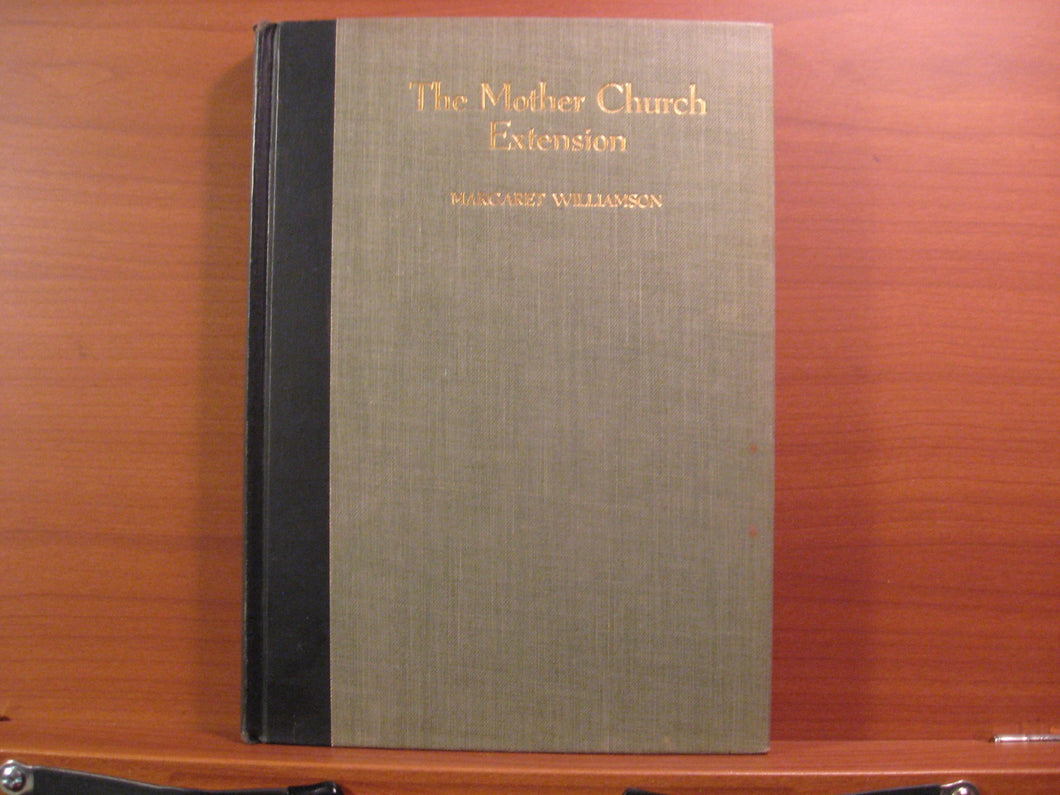 The Mother Church
Extension
MARGARET WILLIAMSON